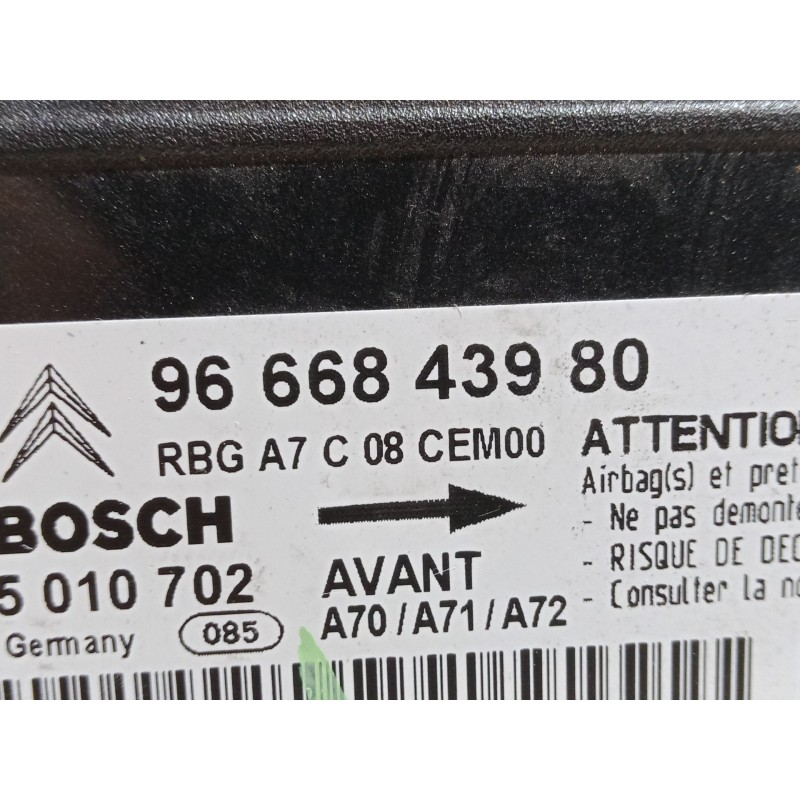 96 668 439 80
RBG A7 C 08 CEM00
BOSCH
5 010 702
Germany
085
AVANT
A70/A71/A72
ATTENTIO
Airbag(s) et pret
- Ne pas demonte
- RISQUE DE DEC
- Consulter la no